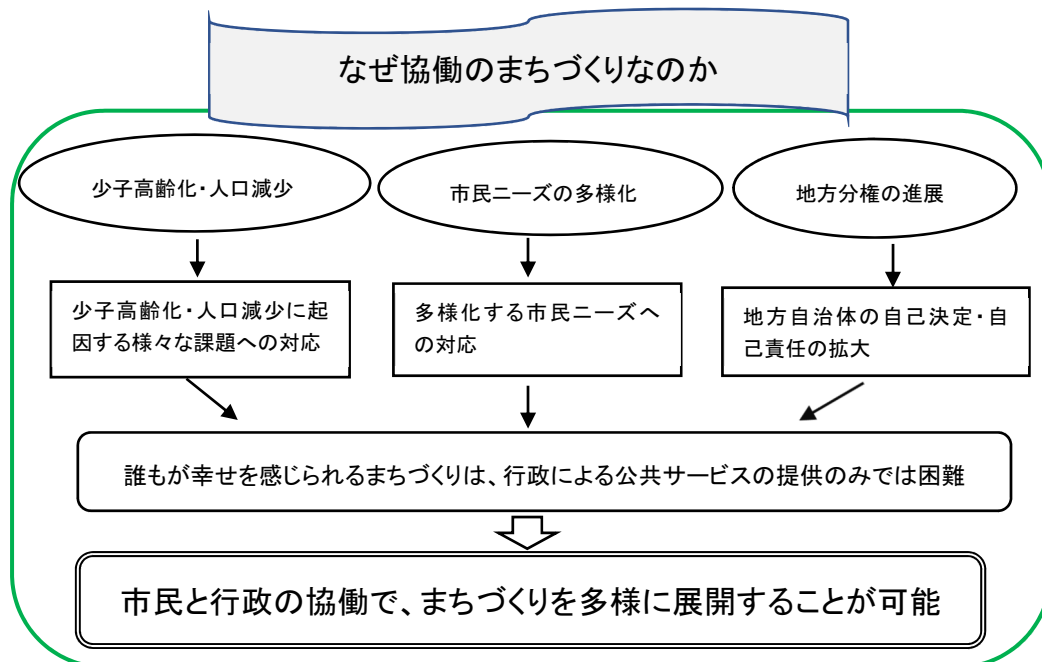 なぜ協働のまちづくりなのか
少子高齢化・人口減少
市民ニーズの多様化
地方分権の進展
少子高齢化・人口減少に起
因する様々な課題への対応
多様化する市民ニーズへ
の対応
地方自治体の自己決定・自
己責任の拡大
誰もが幸せを感じられるまちづくりは、行政による公共サービスの提供のみでは困難
市民と行政の協働で、まちづくりを多様に展開することが可能